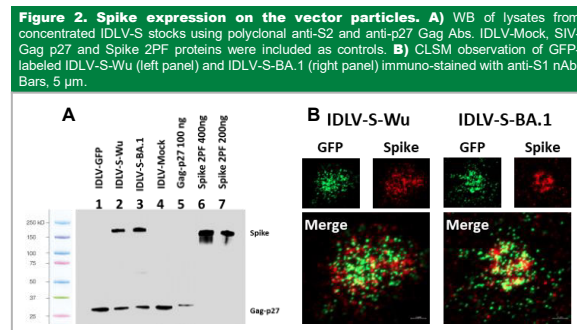 Figure 2. Spike expression on the vector particles. A) WB of lysates from
concentrated IDLV-S stocks using polyclonal anti-S2 and anti-p27 Gag Abs. IDLV-Mock, SIV-
Gag p27 and Spike 2PF proteins were included as controls. B) CLSM observation of GFP-
labeled IDLV-S-Wu (left panel) and IDLV-S-BA.1 (right panel) immuno-stained with anti-S1 nAb.
Bars, 5 µm.
A
IDLV-GFP
IDLV-S-Wu
IDLV-S-BA.1
IDLV-Mock
Gag-p27 100 ng
Spike 2PF 400ng
Spike 2PF 200ng
1 2 3 4 5 6 7
250 kD
150
100
75
50
37
25
Spike
Gag-p27
B
IDLV-S-Wu
GFP Spike
Merge
IDLV-S-BA.1
GFP Spike
Merge